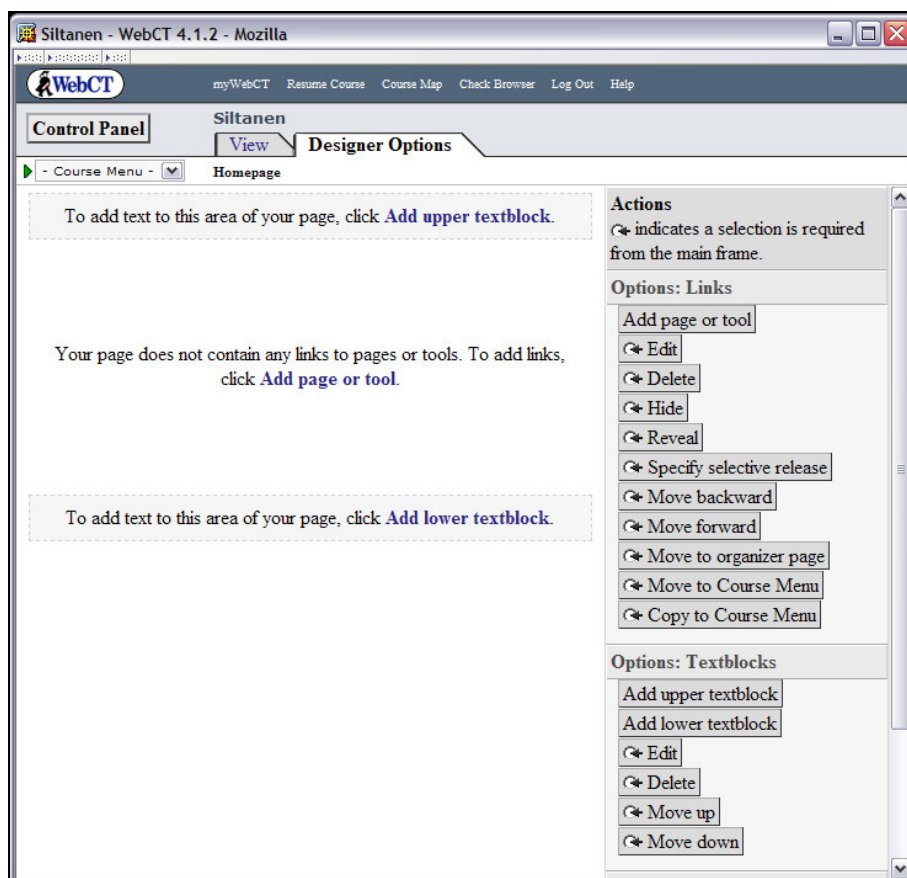 Siltanen - WebCT 4.1.2 - Mozilla
WebCT
myWebCT Resume Course Course Map Check Browser Log Out Help
Control Panel
Siltanen
View Designer Options
- Course Menu -
Homepage
To add text to this area of your page, click Add upper textblock.
Your page does not contain any links to pages or tools. To add links,
click Add page or tool.
To add text to this area of your page, click Add lower textblock.
Actions
indicates a selection is required
from the main frame.
Options: Links
Add page or tool
Edit
Delete
Hide
Reveal
Specify selective release
Move backward
Move forward
Move to organizer page
Move to Course Menu
Copy to Course Menu
Options: Textblocks
Add upper textblock
Add lower textblock
Edit
Delete
Move up
Move down